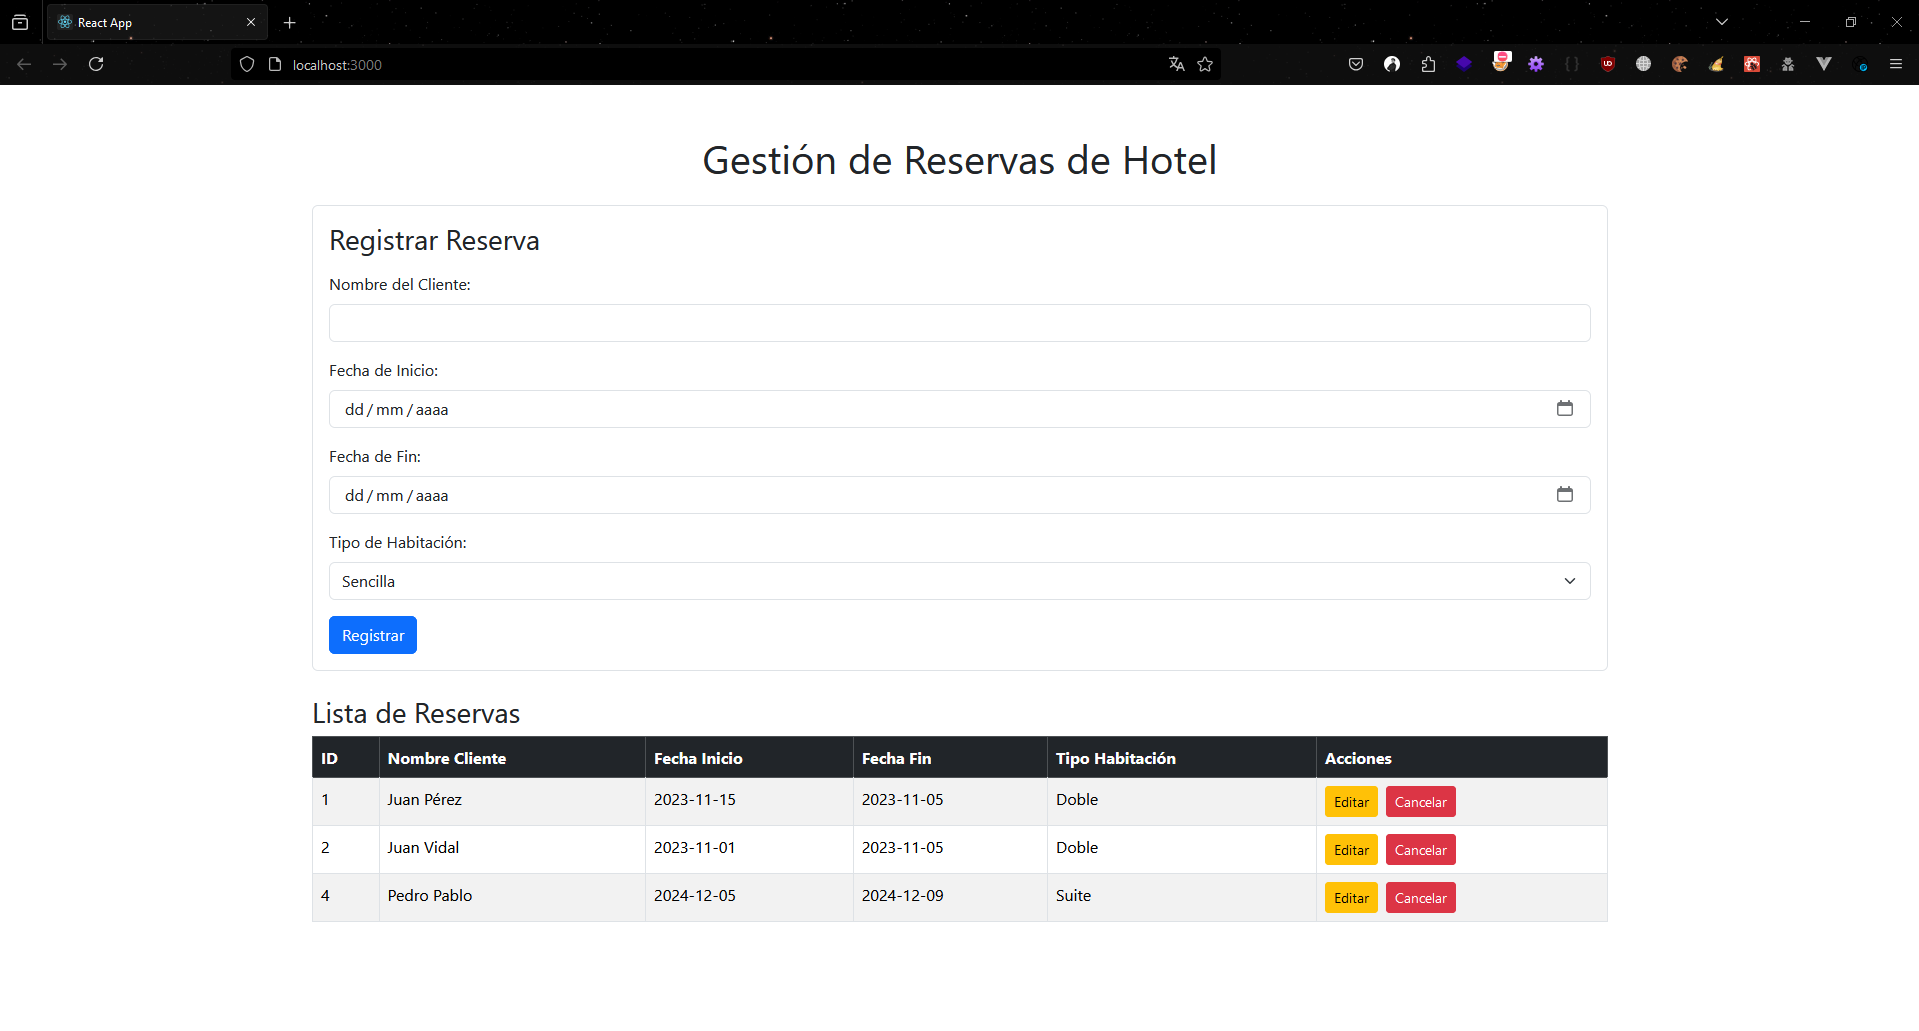 React App
localhost:3000
Gestión de Reservas de Hotel
Registrar Reserva
Nombre del Cliente:
Fecha de Inicio:
dd / mm / aaaa
Fecha de Fin:
dd / mm / aaaa
Tipo de Habitación:
Sencilla
Registrar
Lista de Reservas
ID Nombre Cliente Fecha Inicio Fecha Fin Tipo Habitación Acciones
1 Juan Pérez 2023-11-15 2023-11-05 Doble Editar Cancelar
2 Juan Vidal 2023-11-01 2023-11-05 Doble Editar Cancelar
4 Pedro Pablo 2024-12-05 2024-12-09 Suite Editar Cancelar